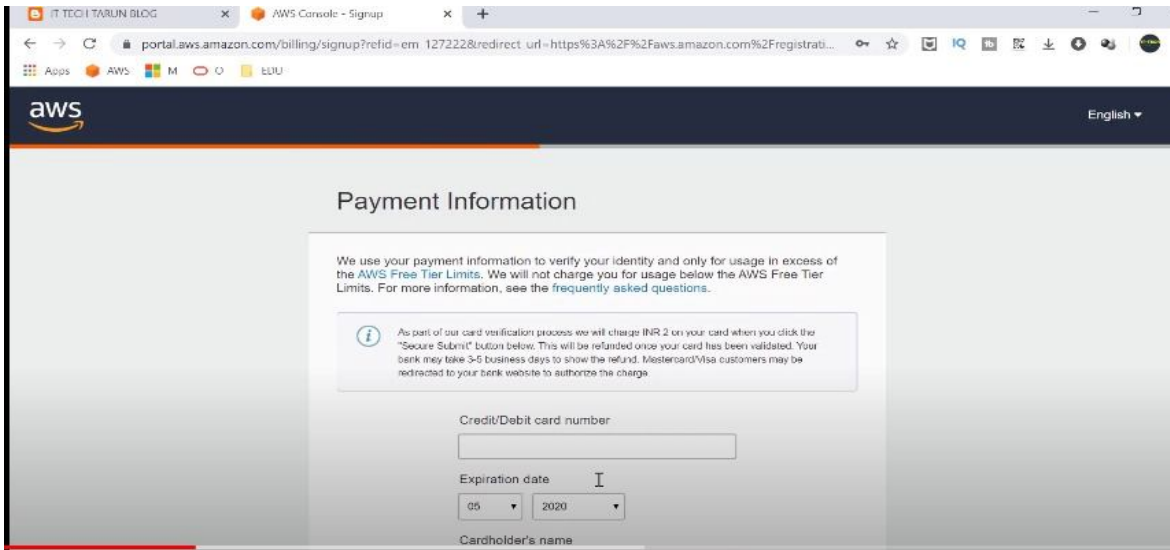 IT TECH TARUN BLOG
AWS Console - Signup
portal.aws.amazon.com/billing/signup?refid=em_127222&redirect_url=https%3A%2F%2Faws.amazon.com%2Fregistrati...
Apps AWS M O EDU
aws
English
Payment Information
We use your payment information to verify your identity and only for usage in excess of
the AWS Free Tier Limits. We will not charge you for usage below the AWS Free Tier
Limits. For more information, see the frequently asked questions.
As part of our card verification process we will charge INR 2 on your card when you click the
"Secure Submit" button below. This will be refunded once your card has been validated. Your
bank may take 3-5 business days to show the refund. Mastercard/Visa customers may be
redirected to your bank website to authorize the charge.
Credit/Debit card number
Expiration date
05 2020
Cardholder's name